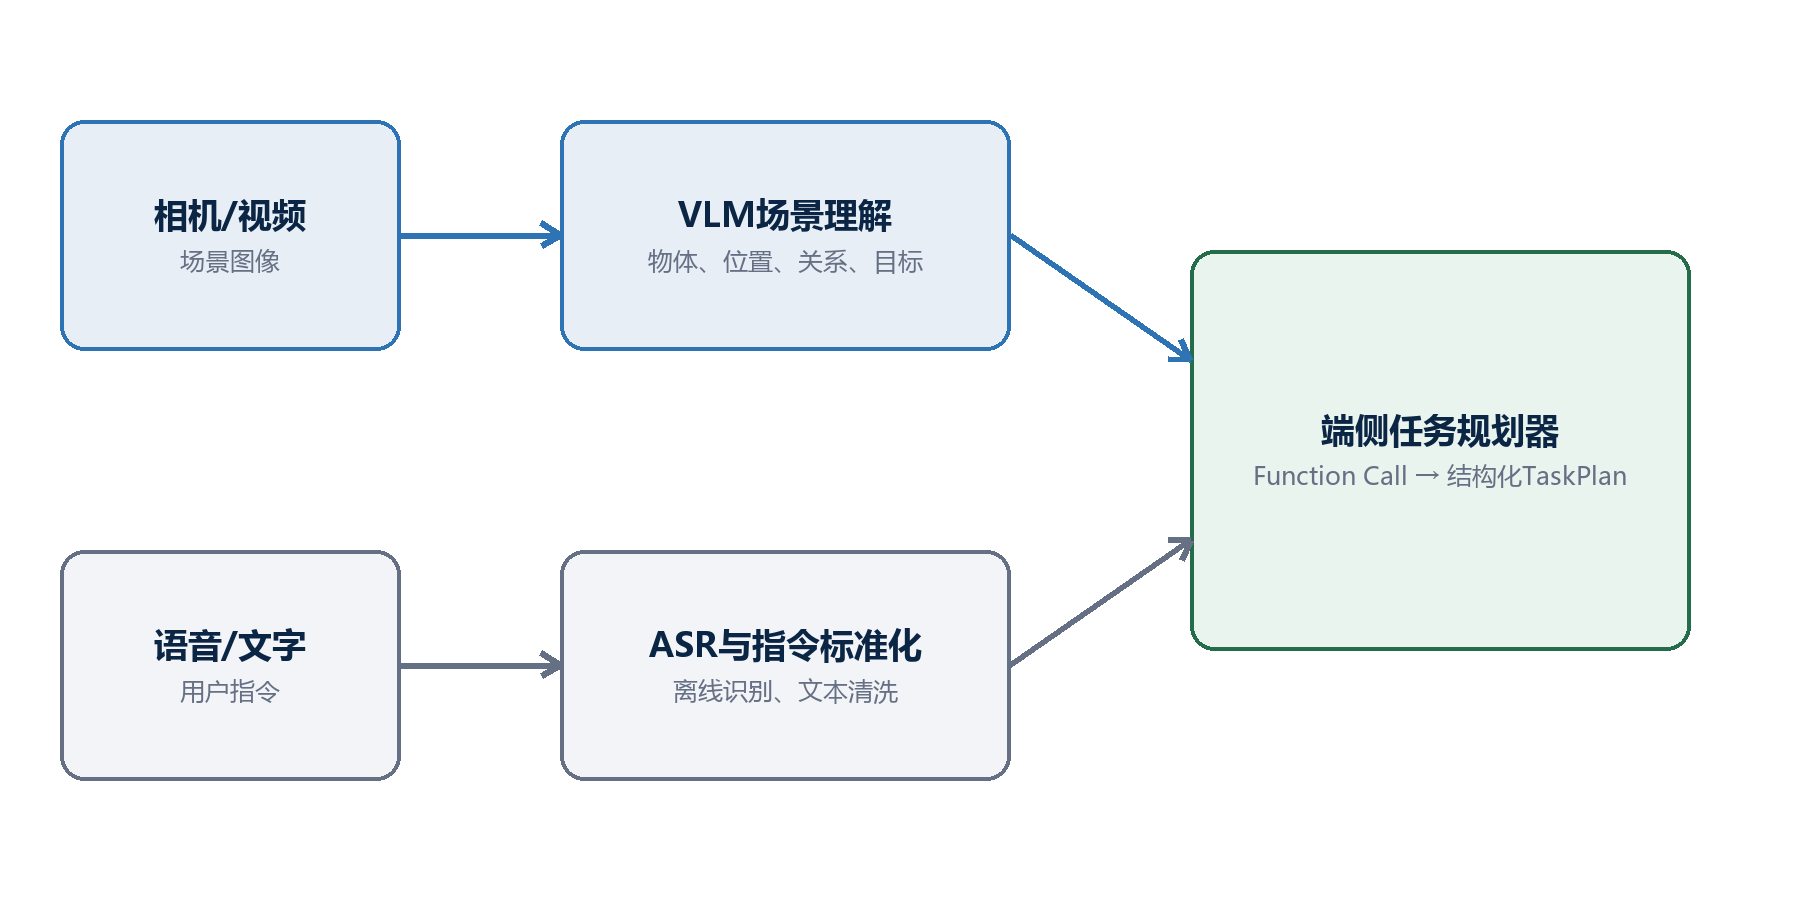 相机/视频
场景图像
VLM场景理解
物体、位置、关系、目标
端侧任务规划器
Function Call → 结构化TaskPlan
语音/文字
用户指令
ASR与指令标准化
离线识别、文本清洗